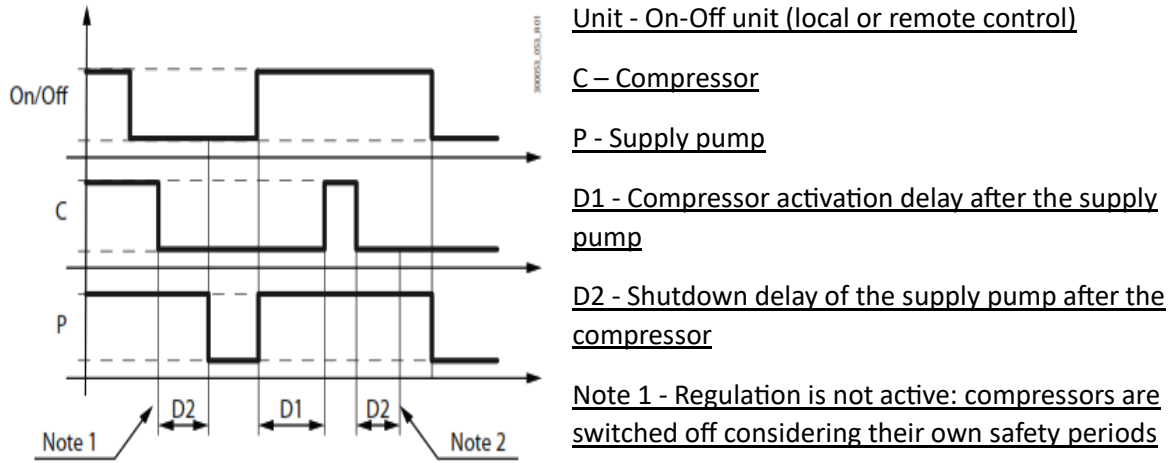 300053_053_R01
On/Off
C
P
D2
D1
D2
Note 1
Note 2
Unit - On-Off unit (local or remote control)
C – Compressor
P - Supply pump
D1 - Compressor activation delay after the supply
pump
D2 - Shutdown delay of the supply pump after the
compressor
Note 1 - Regulation is not active: compressors are
switched off considering their own safety periods